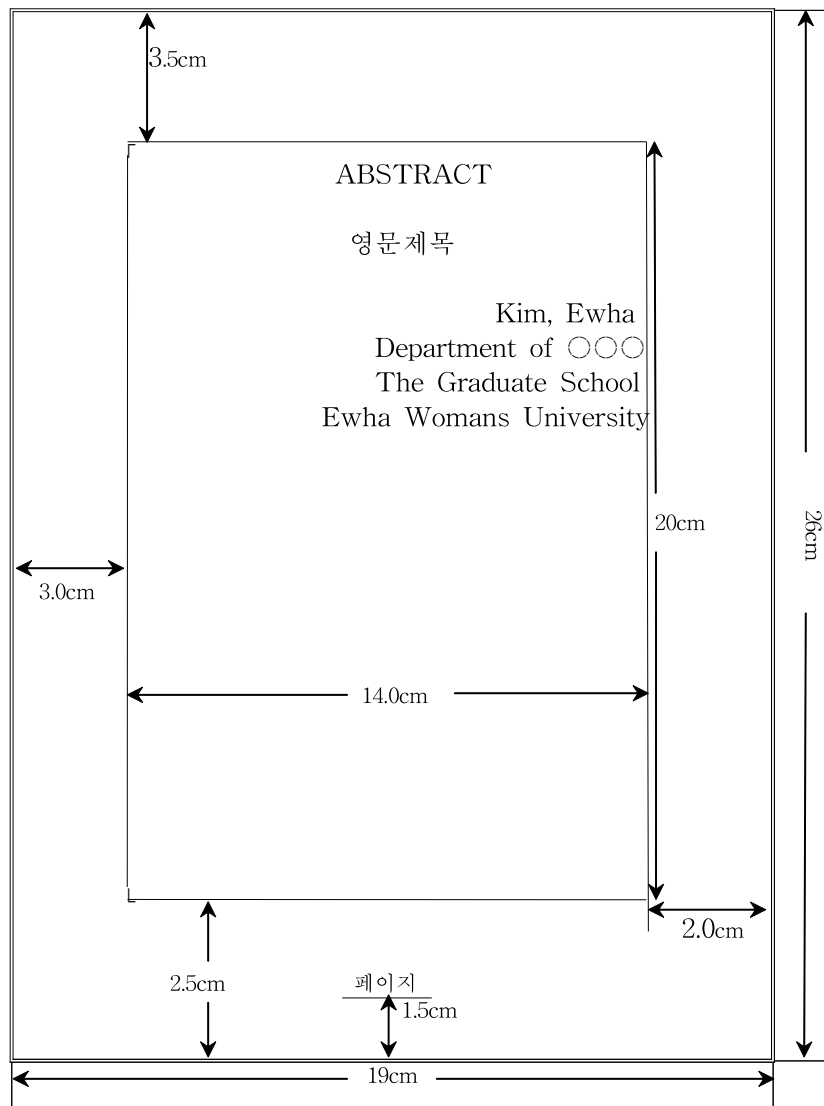 3.5cm
ABSTRACT
영문제목
Kim, Ewha
Department of ○○○
The Graduate School
Ewha Womans University
20cm
26cm
3.0cm
14.0cm
2.0cm
2.5cm
페이지
1.5cm
19cm